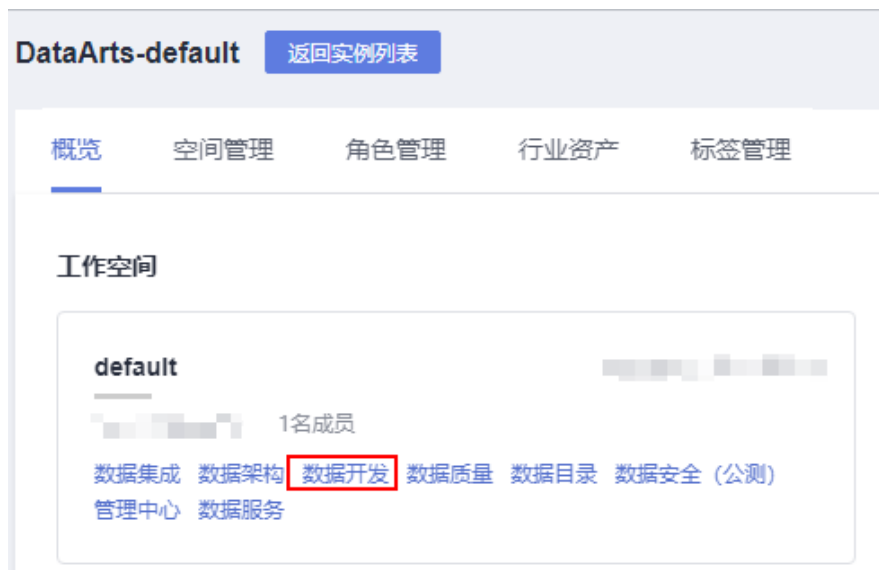 DataArts-default 返回实例列表
概览 空间管理 角色管理 行业资产 标签管理
工作空间
default
1名成员
数据集成 数据架构 数据开发 数据质量 数据目录 数据安全（公测）
管理中心 数据服务